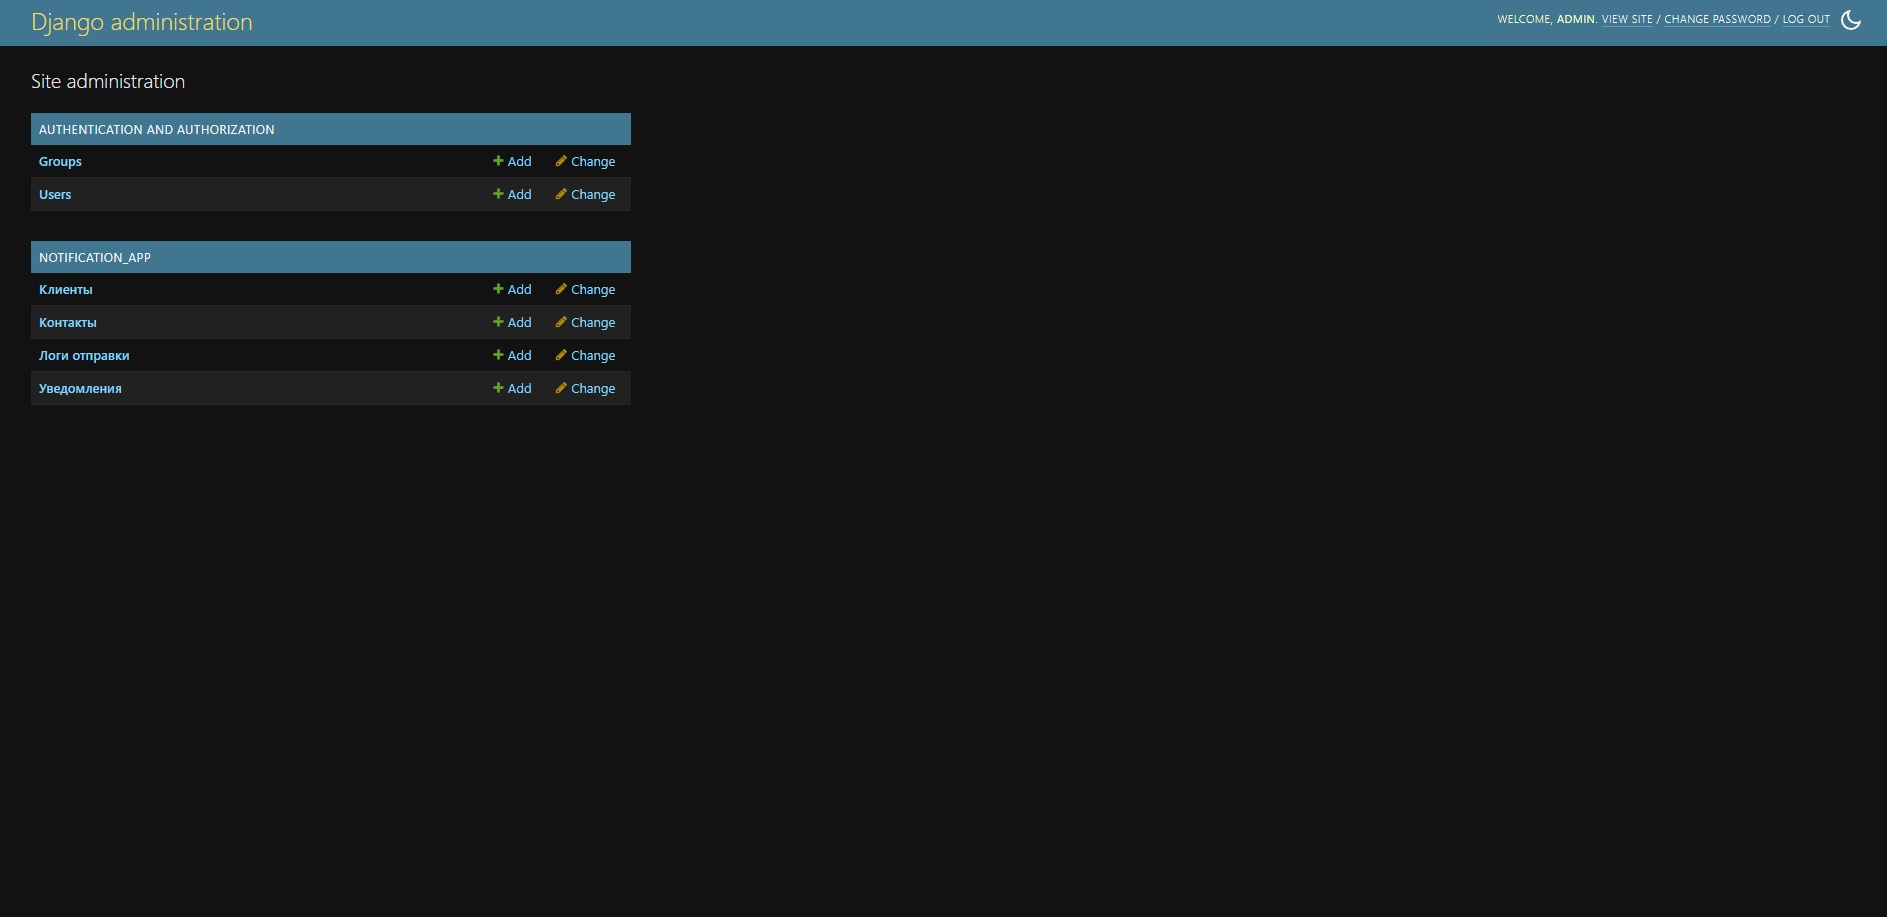 Django administration
WELCOME, ADMIN. VIEW SITE / CHANGE PASSWORD / LOG OUT
Site administration
AUTHENTICATION AND AUTHORIZATION
Groups Add Change
Users Add Change
NOTIFICATION_APP
Клиенты Add Change
Контакты Add Change
Логи отправки Add Change
Уведомления Add Change